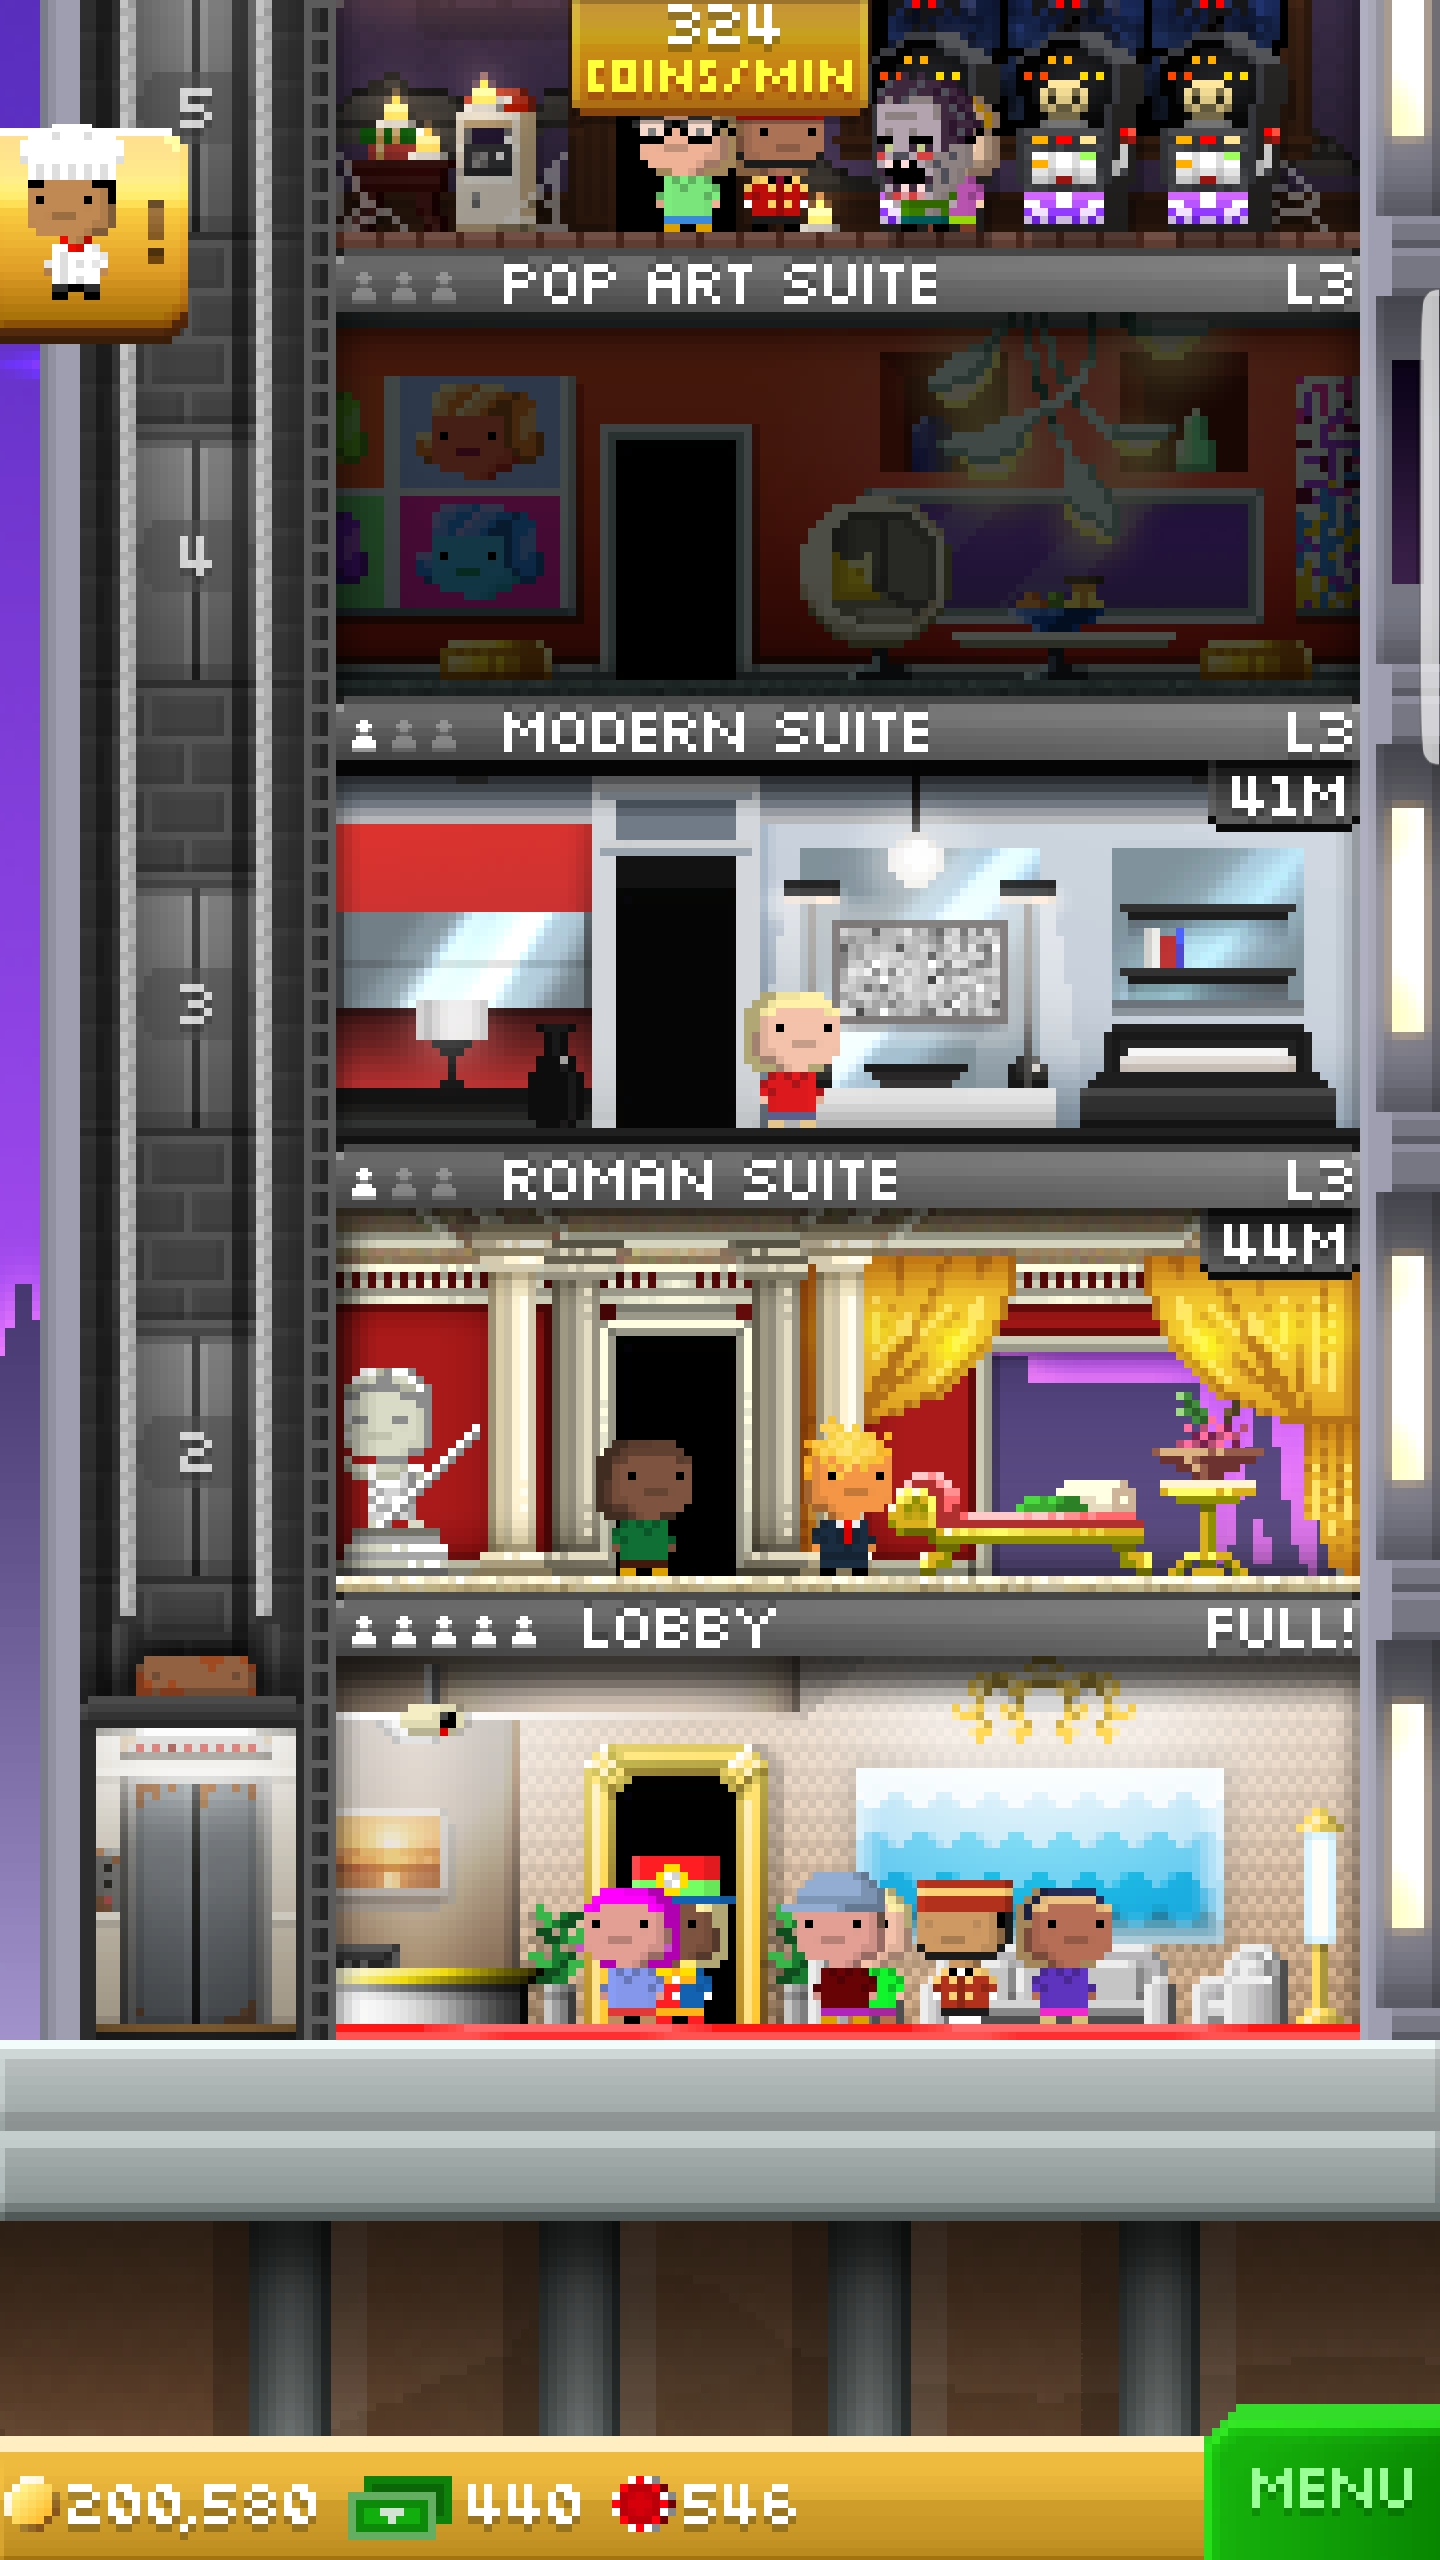 324
COINS/MIN
5
!
POP ART SUITE L3
4
MODERN SUITE L3
41M
3
ROMAN SUITE L3
44M
2
LOBBY FULL!
200,580 440 546
MENU